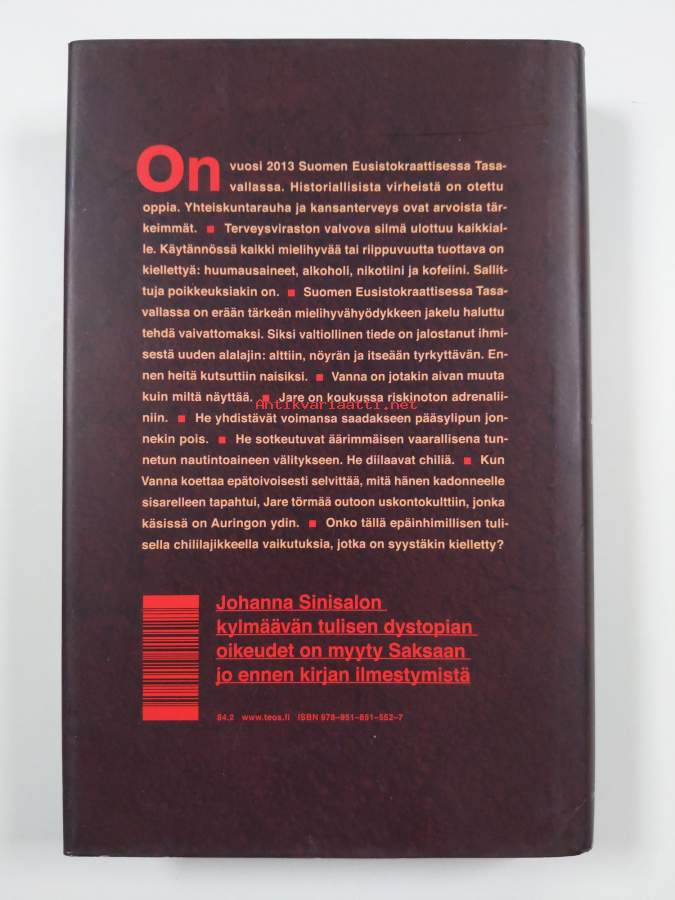 On vuosi 2013 Suomen Eusistokraattisessa Tasa-
vallassa. Historiallisista virheistä on otettu
oppia. Yhteiskuntarauha ja kansanterveys ovat arvoista tär-
keimmät. ■ Terveysviraston valvova silmä ulottuu kaikkial-
le. Käytännössä kaikki mielihyvää tai riippuvuutta tuottava on
kiellettyä: huumausaineet, alkoholi, nikotiini ja kofeiini. Sallit-
tuja poikkeuksiakin on. ■ Suomen Eusistokraattisessa Tasa-
vallassa on erään tärkeän mielihyvähyödykkeen jakelu haluttu
tehdä vaivattomaksi. Siksi valtiollinen tiede on jalostanut ihmi-
sestä uuden alalajin: alttiin, nöyrän ja itseään tyrkyttävän. En-
nen heitä kutsuttiin naisiksi. ■ Vanna on jotakin aivan muuta
kuin miltä näyttää. ■ Jare on koukussa riskinoton adrenalii-
Antikvariaatti.net
niin. ■ He yhdistävät voimansa saadakseen pääsylipun jon-
nekin pois. ■ He sotkeutuvat äärimmäisen vaarallisena tun-
netun nautintoaineen välitykseen. He diilaavat chiliä. ■ Kun
Vanna koettaa epätoivoisesti selvittää, mitä hänen kadonneelle
sisarelleen tapahtui, Jare törmää outoon uskontokulttiin, jonka
käsissä on Auringon ydin. ■ Onko tällä epäinhimillisen tuli-
sella chililajikkeella vaikutuksia, jotka on syystäkin kielletty?
Johanna Sinisalon
kylmäävän tulisen dystopian
oikeudet on myyty Saksaan
jo ennen kirjan ilmestymistä
84.2 www.teos.fi ISBN 978–951–851–552–7